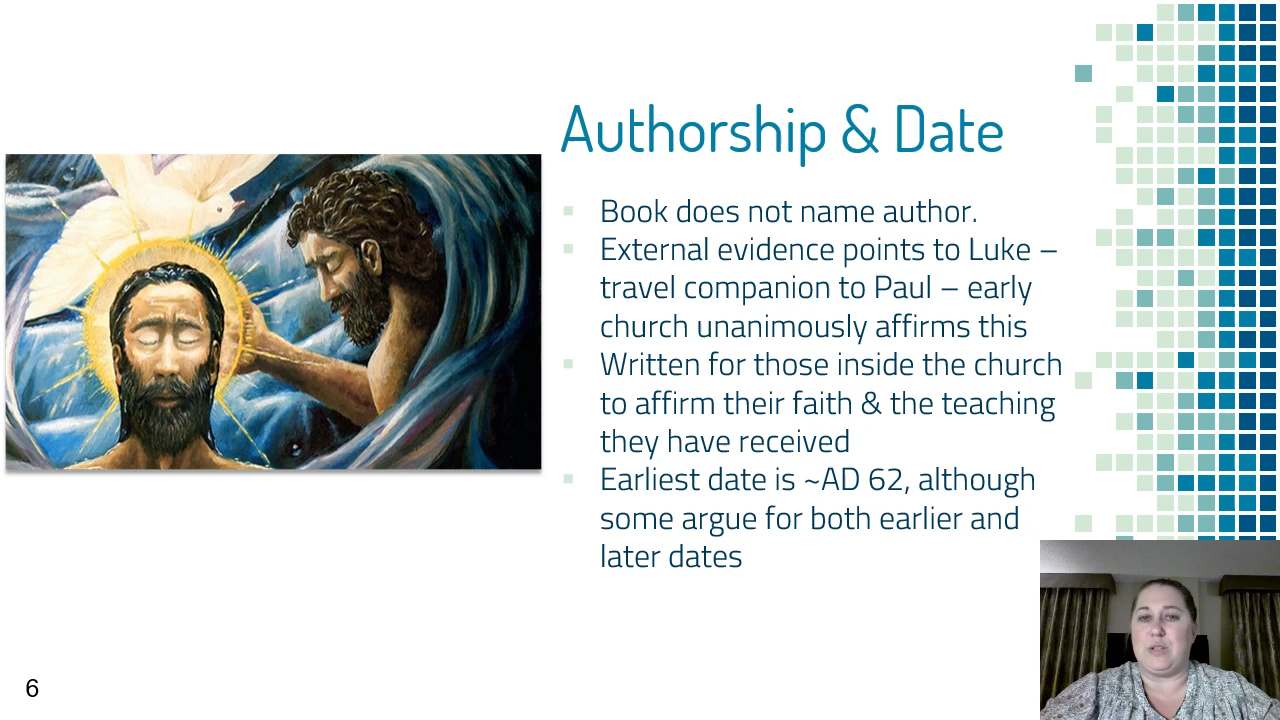 Authorship & Date
Book does not name author.
External evidence points to Luke –
travel companion to Paul – early
church unanimously affirms this
Written for those inside the church
to affirm their faith & the teaching
they have received
Earliest date is ~AD 62, although
some argue for both earlier and
later dates
6